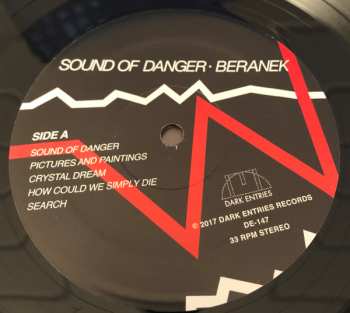 SOUND OF DANGER · BERANEK
SIDE A
SOUND OF DANGER
PICTURES AND PAINTINGS
CRYSTAL DREAM
HOW COULD WE SIMPLY DIE
SEARCH
DARK ENTRIES
© 2017 DARK ENTRIES RECORDS
DE-147
33 RPM STEREO